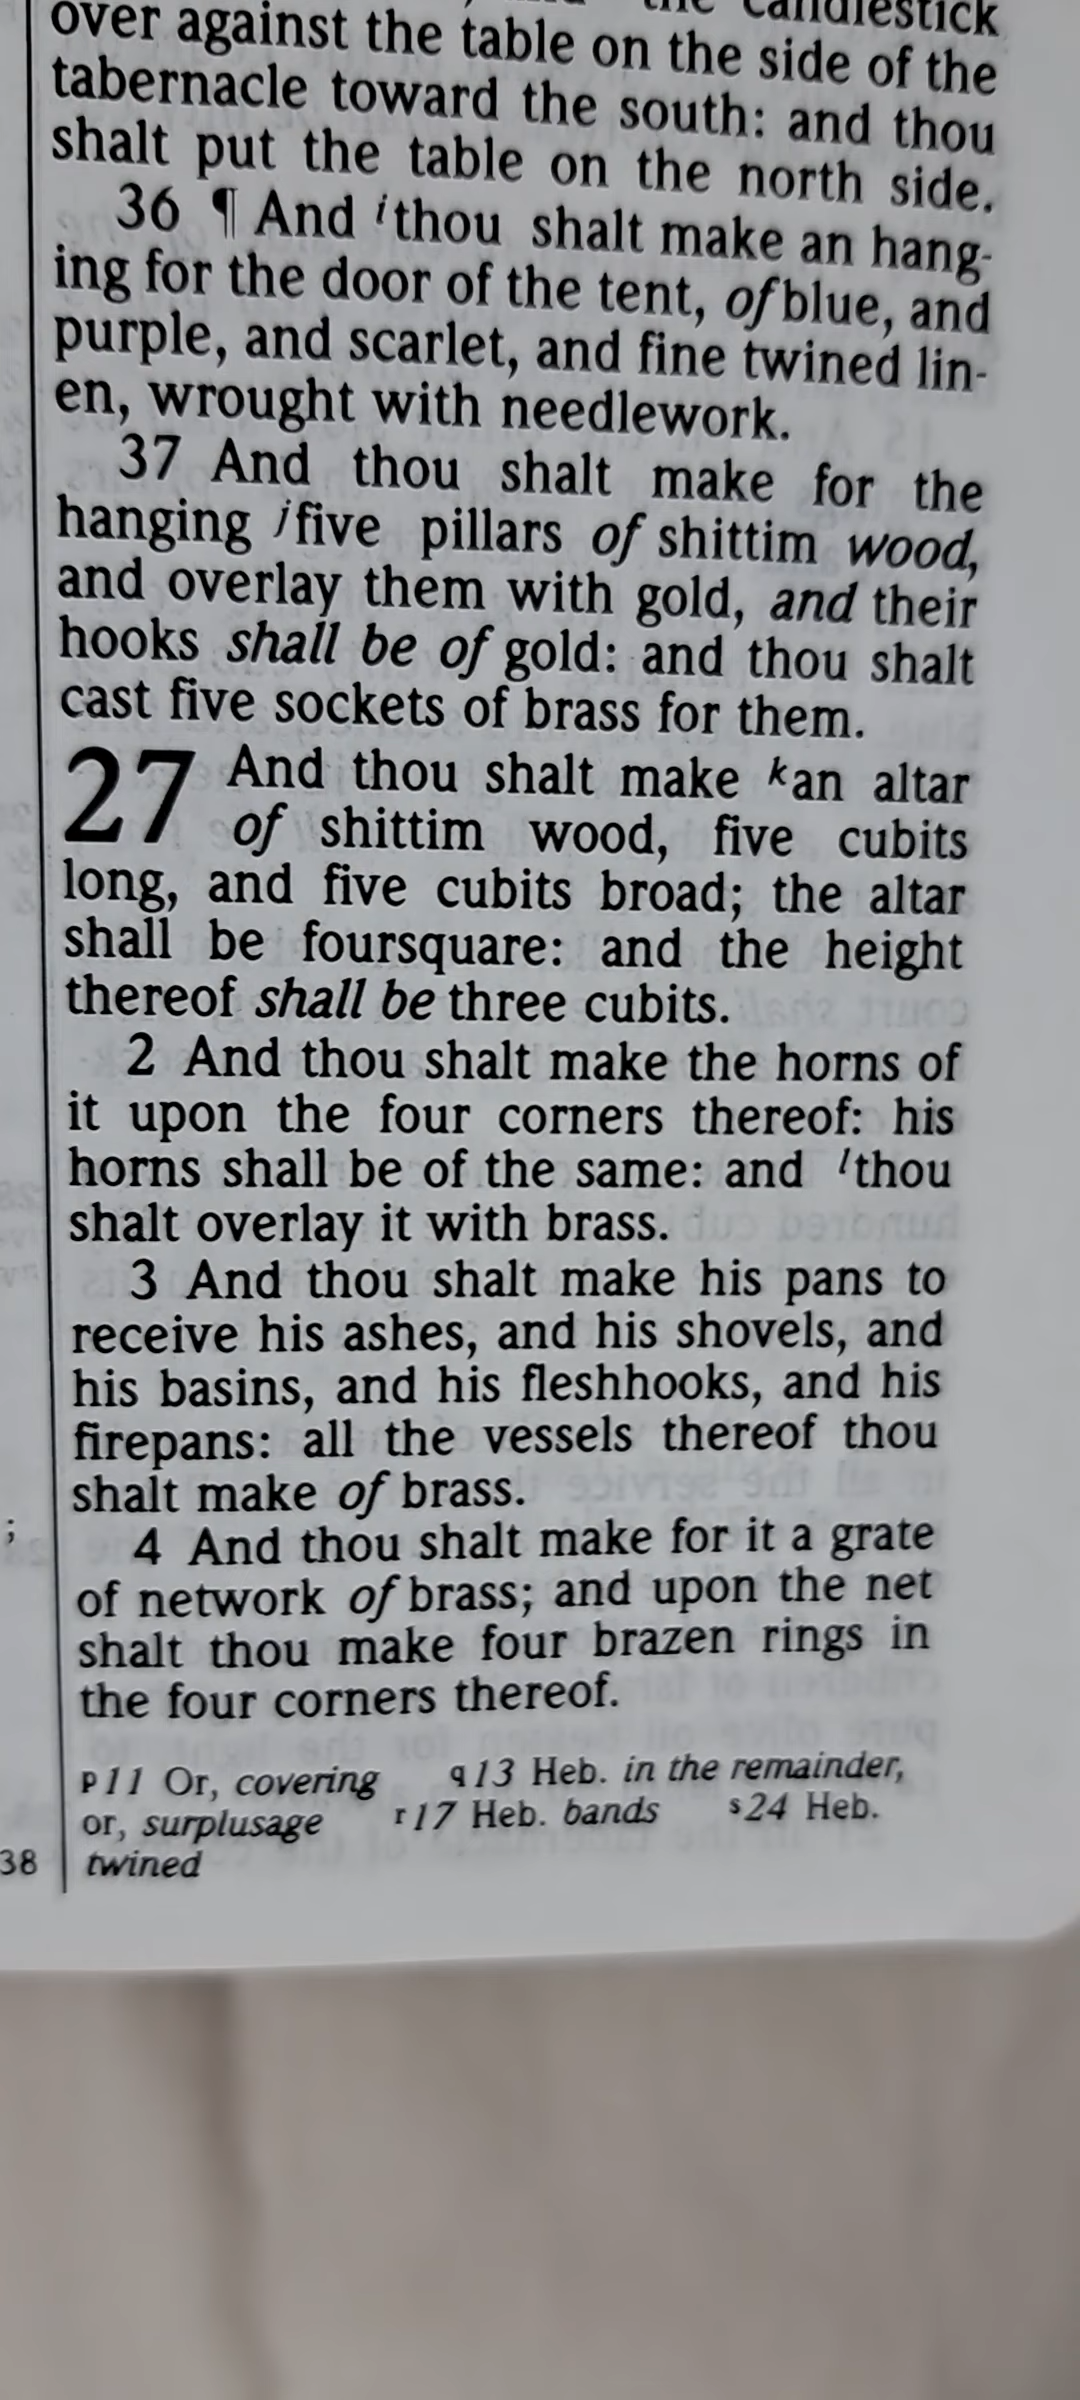 the candlestick
over against the table on the side of the
tabernacle toward the south: and thou
shalt put the table on the north side.
36 ¶ And i thou shalt make an hang-
ing for the door of the tent, of blue, and
purple, and scarlet, and fine twined lin-
en, wrought with needlework.
37 And thou shalt make for the
hanging j five pillars of shittim wood,
and overlay them with gold, and their
hooks shall be of gold: and thou shalt
cast five sockets of brass for them.
27 And thou shalt make k an altar
of shittim wood, five cubits
long, and five cubits broad; the altar
shall be foursquare: and the height
thereof shall be three cubits.
2 And thou shalt make the horns of
it upon the four corners thereof: his
horns shall be of the same: and l thou
shalt overlay it with brass.
3 And thou shalt make his pans to
receive his ashes, and his shovels, and
his basins, and his fleshhooks, and his
firepans: all the vessels thereof thou
shalt make of brass.
4 And thou shalt make for it a grate
of network of brass; and upon the net
shalt thou make four brazen rings in
the four corners thereof.
p11 Or, covering q13 Heb. in the remainder,
or, surplusage r17 Heb. bands s24 Heb.
twined
;
38